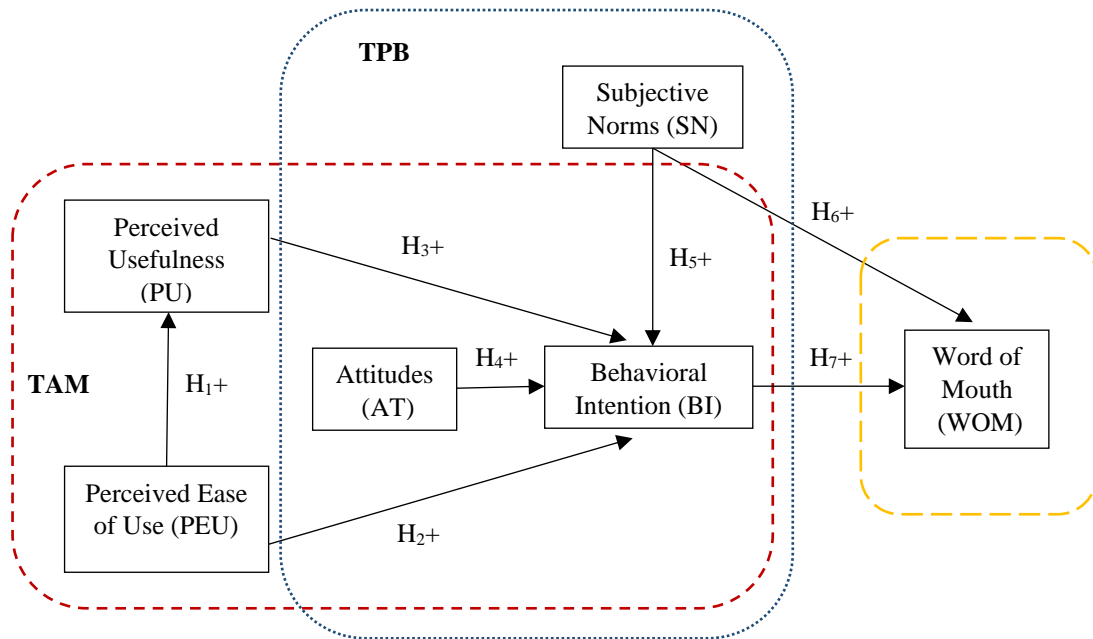 TPB
Subjective
Norms (SN)
Perceived
Usefulness
(PU)
H₃+
H₅+
H₆+
TAM
H₁+
Attitudes
(AT)
H₄+
Behavioral
Intention (BI)
H₇+
Word of
Mouth
(WOM)
Perceived Ease
of Use (PEU)
H₂+